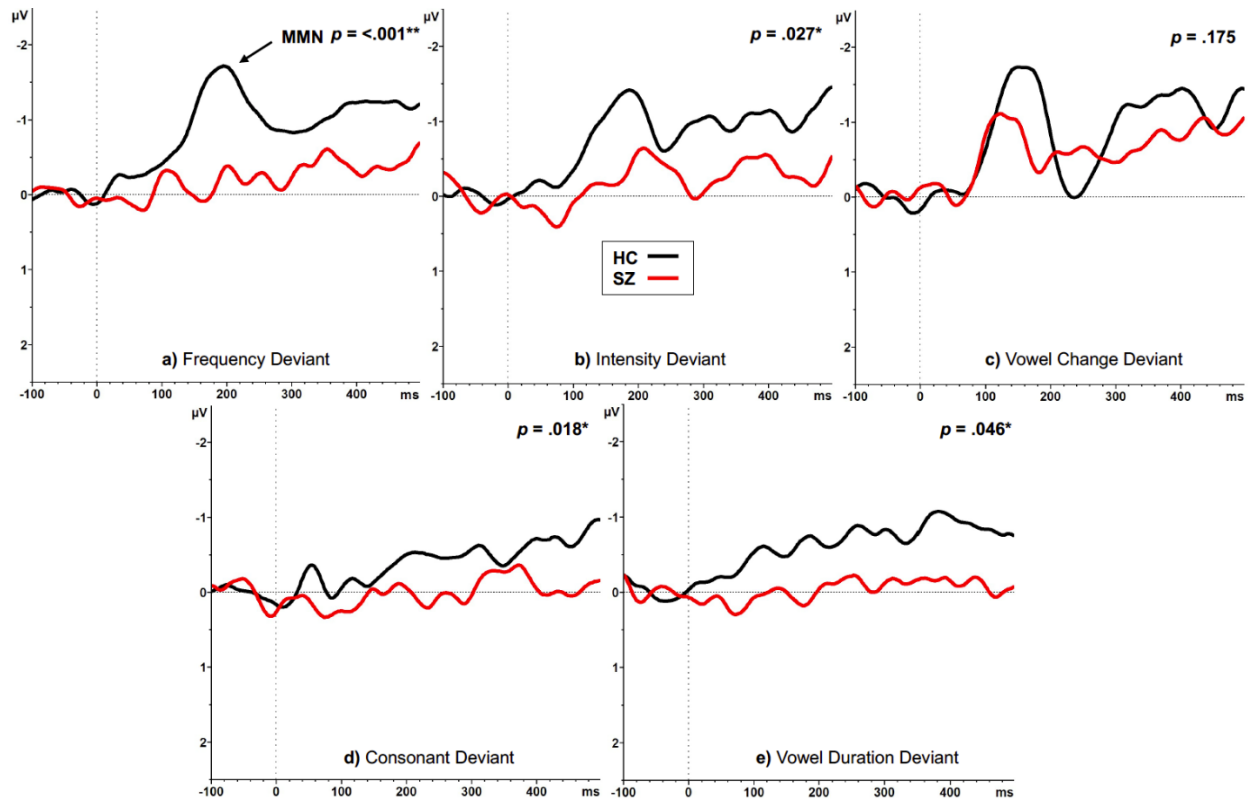 µV
-2
-1
0
1
2
MMN p = <.001**
a) Frequency Deviant
-100 0 100 200 300 400 ms
µV
-2
-1
0
1
2
p = .027*
HC
SZ
b) Intensity Deviant
-100 0 100 200 300 400 ms
µV
-2
-1
0
1
2
p = .175
c) Vowel Change Deviant
-100 0 100 200 300 400 ms
µV
-2
-1
0
1
2
p = .018*
d) Consonant Deviant
-100 0 100 200 300 400 ms
µV
-2
-1
0
1
2
p = .046*
e) Vowel Duration Deviant
-100 0 100 200 300 400 ms